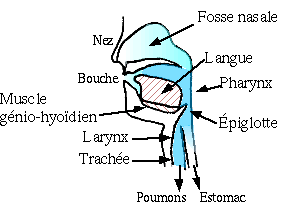 Fosse nasale
Nez
Langue
Bouche
Pharynx
Muscle
génio-hyoïdien
Épiglotte
Larynx
Trachée
Poumons
Estomac